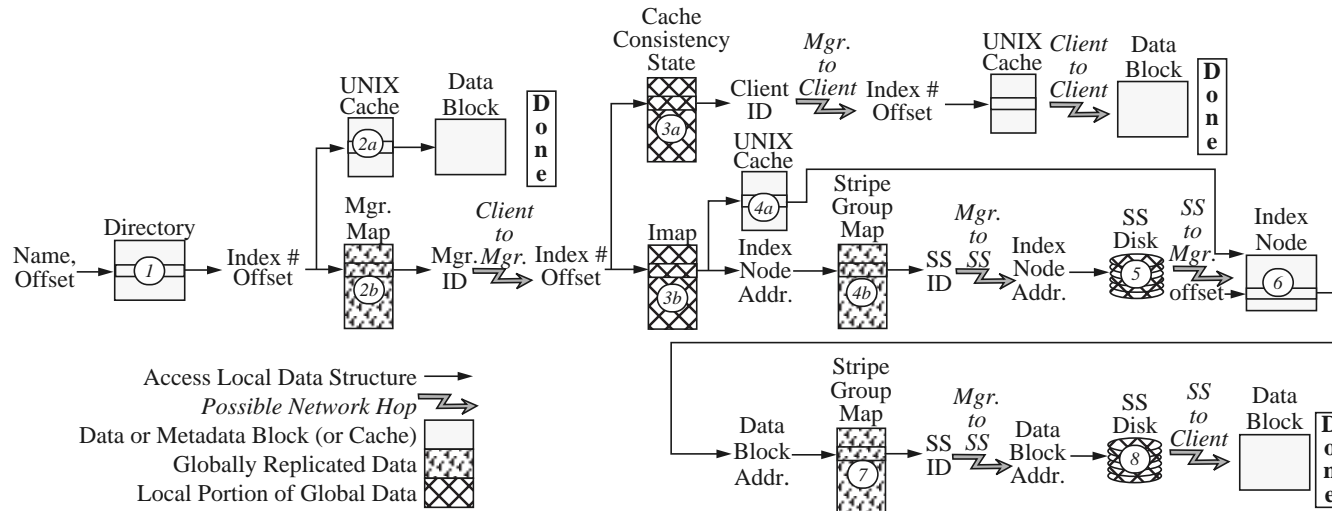 Cache
Consistency
State
Mgr.
to
Client
UNIX
Cache
Client
to
Client
Data
Block
D
o
n
e
UNIX
Cache
Data
Block
D
o
n
e
2a
3a
Client
ID
Index #
Offset
UNIX
Cache
4a
Directory
Name,
Offset
1
Index #
Offset
Mgr.
Map
2b
Mgr.
ID
Client
to
Mgr.
Index #
Offset
Imap
3b
Index
Node
Addr.
Stripe
Group
Map
4b
SS
ID
Mgr.
to
SS
Index
Node
Addr.
SS
Disk
5
SS
to
Mgr.
offset
Index
Node
6
Access Local Data Structure
Possible Network Hop
Data or Metadata Block (or Cache)
Globally Replicated Data
Local Portion of Global Data
Data
Block
Addr.
Stripe
Group
Map
7
SS
ID
Mgr.
to
SS
Data
Block
Addr.
SS
Disk
8
SS
to
Client
Data
Block
D
o
n
e